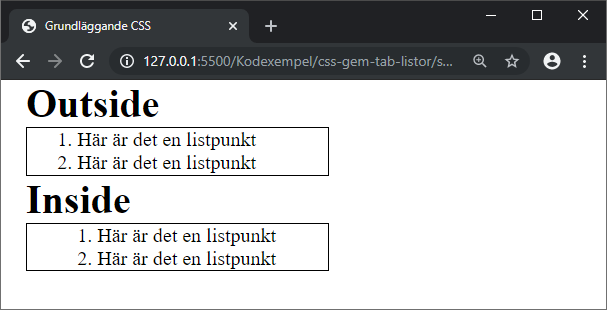 Grundläggande CSS
127.0.0.1:5500/Kodexempel/css-gem-tab-listor/s...
Outside
1. Här är det en listpunkt
2. Här är det en listpunkt
Inside
1. Här är det en listpunkt
2. Här är det en listpunkt